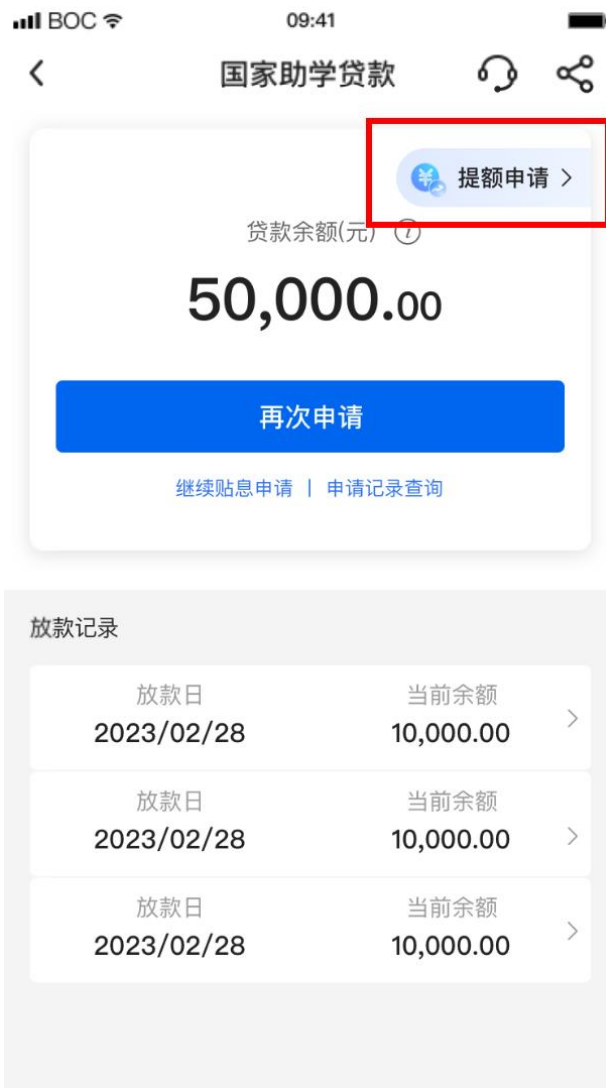 BOC 09:41
国家助学贷款
提额申请
贷款余额(元) i
50,000.00
再次申请
继续贴息申请 | 申请记录查询
放款记录
放款日 当前余额
2023/02/28 10,000.00
放款日 当前余额
2023/02/28 10,000.00
放款日 当前余额
2023/02/28 10,000.00